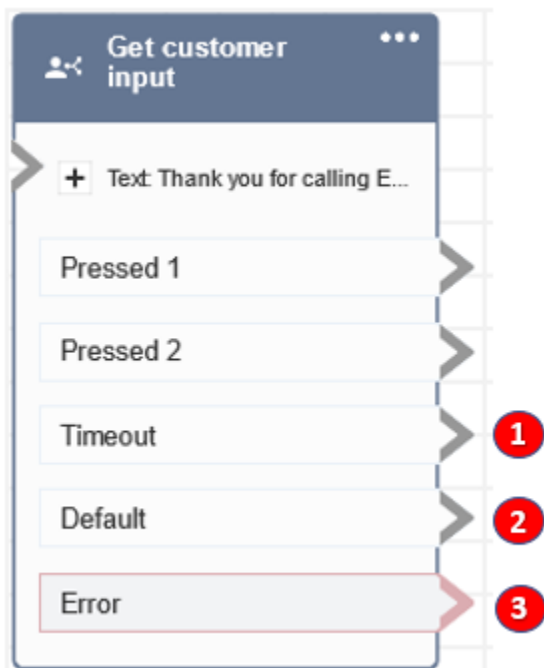 Get customer
input
+ Text: Thank you for calling E...
Pressed 1
Pressed 2
Timeout
1
Default
2
Error
3